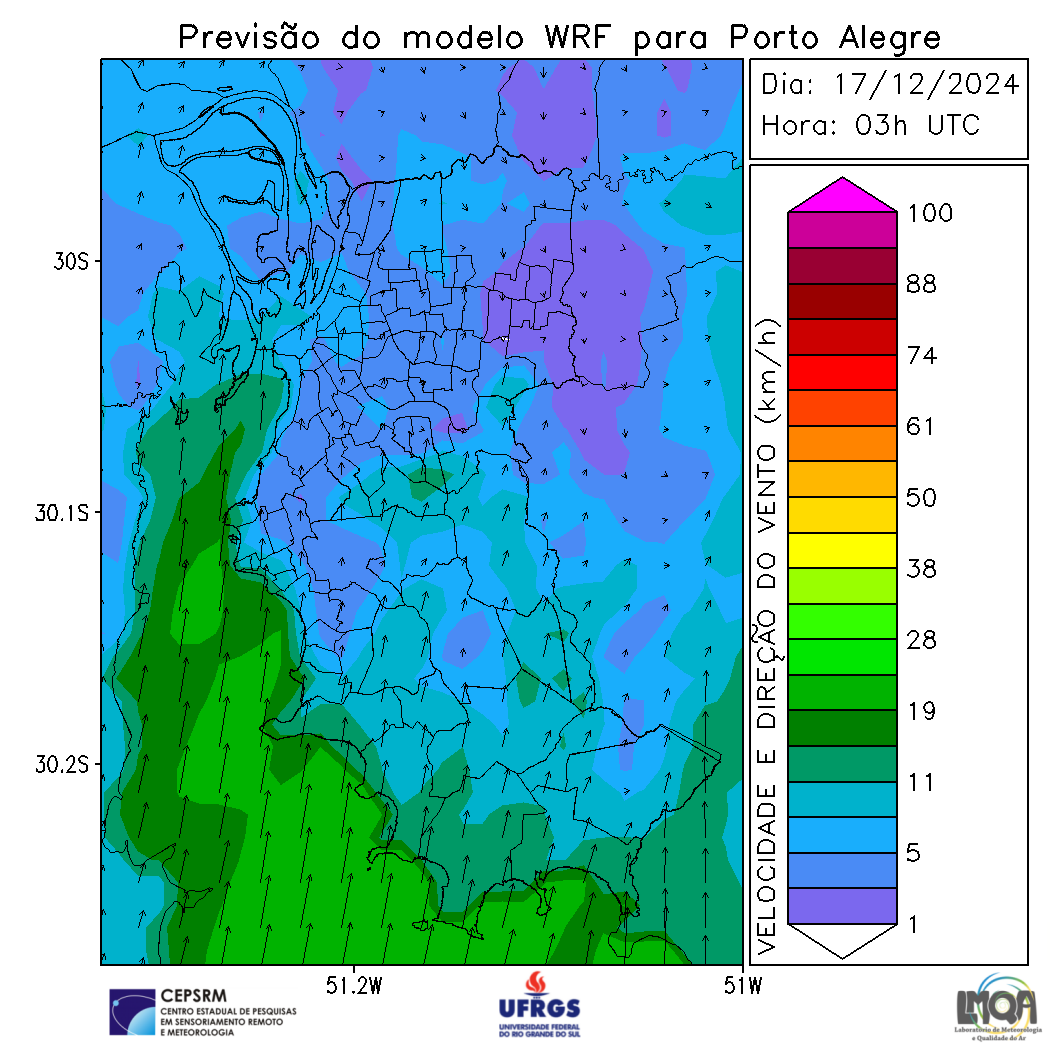 Previsão do modelo WRF para Porto Alegre
Dia: 17/12/2024
Hora: 03h UTC
100
88
74
61
50
38
28
19
11
5
1
VELOCIDADE E DIREÇÃO DO VENTO (km/h)
30S
30.1S
30.2S
51.2W
51W
CEPSRM
CENTRO ESTADUAL DE PESQUISAS
EM SENSORIAMENTO REMOTO
E METEOROLOGIA
UFRGS
UNIVERSIDADE FEDERAL
DO RIO GRANDE DO SUL
LMQA
Laboratório de Meteorologia
e Qualidade do Ar